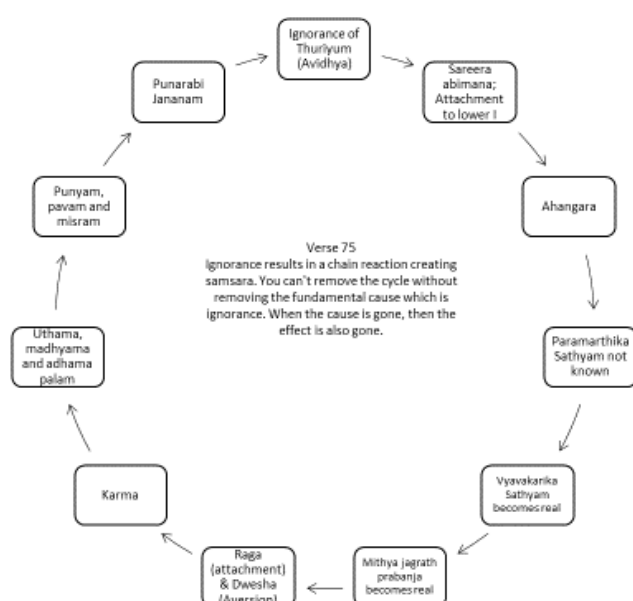 Ignorance of
Thuriyum
(Avidhya)
Sareera
abimana;
Attachment
to lower I
Ahangara
Paramarthika
Sathyam not
known
Vyavakarika
Sathyam
becomes real
Mithya jagrath
prabanja
becomes real
Raga
(attachment)
& Dwesha
(Aversion)
Karma
Uthama,
madhyama
and adhama
palam
Punyam,
pavam and
misram
Punarabi
Jananam
Verse 75
Ignorance results in a chain reaction creating
samsara. You can't remove the cycle without
removing the fundamental cause which is
ignorance. When the cause is gone, then the
effect is also gone.